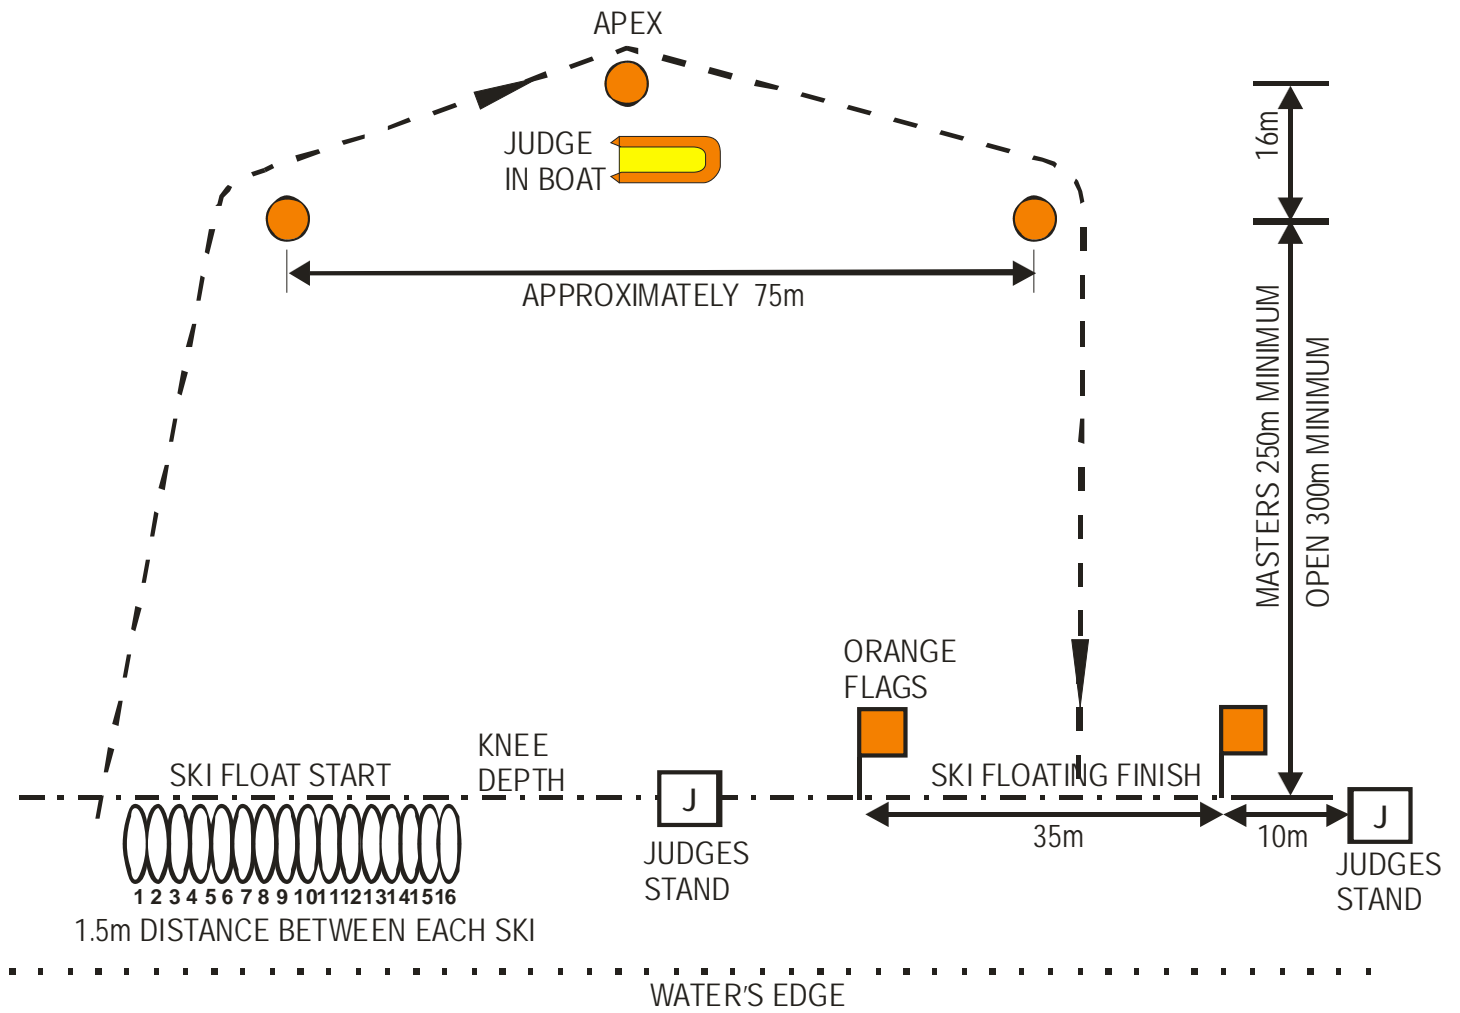 APEX
JUDGE
IN BOAT
16m
APPROXIMATELY 75m
MASTERS 250m MINIMUM
OPEN 300m MINIMUM
ORANGE
FLAGS
KNEE
DEPTH
SKI FLOAT START
SKI FLOATING FINISH
J
JUDGES
STAND
35m
10m
J
JUDGES
STAND
1 2 3 4 5 6 7 8 9 10 11 12 13 14 15 16
1.5m DISTANCE BETWEEN EACH SKI
WATER'S EDGE